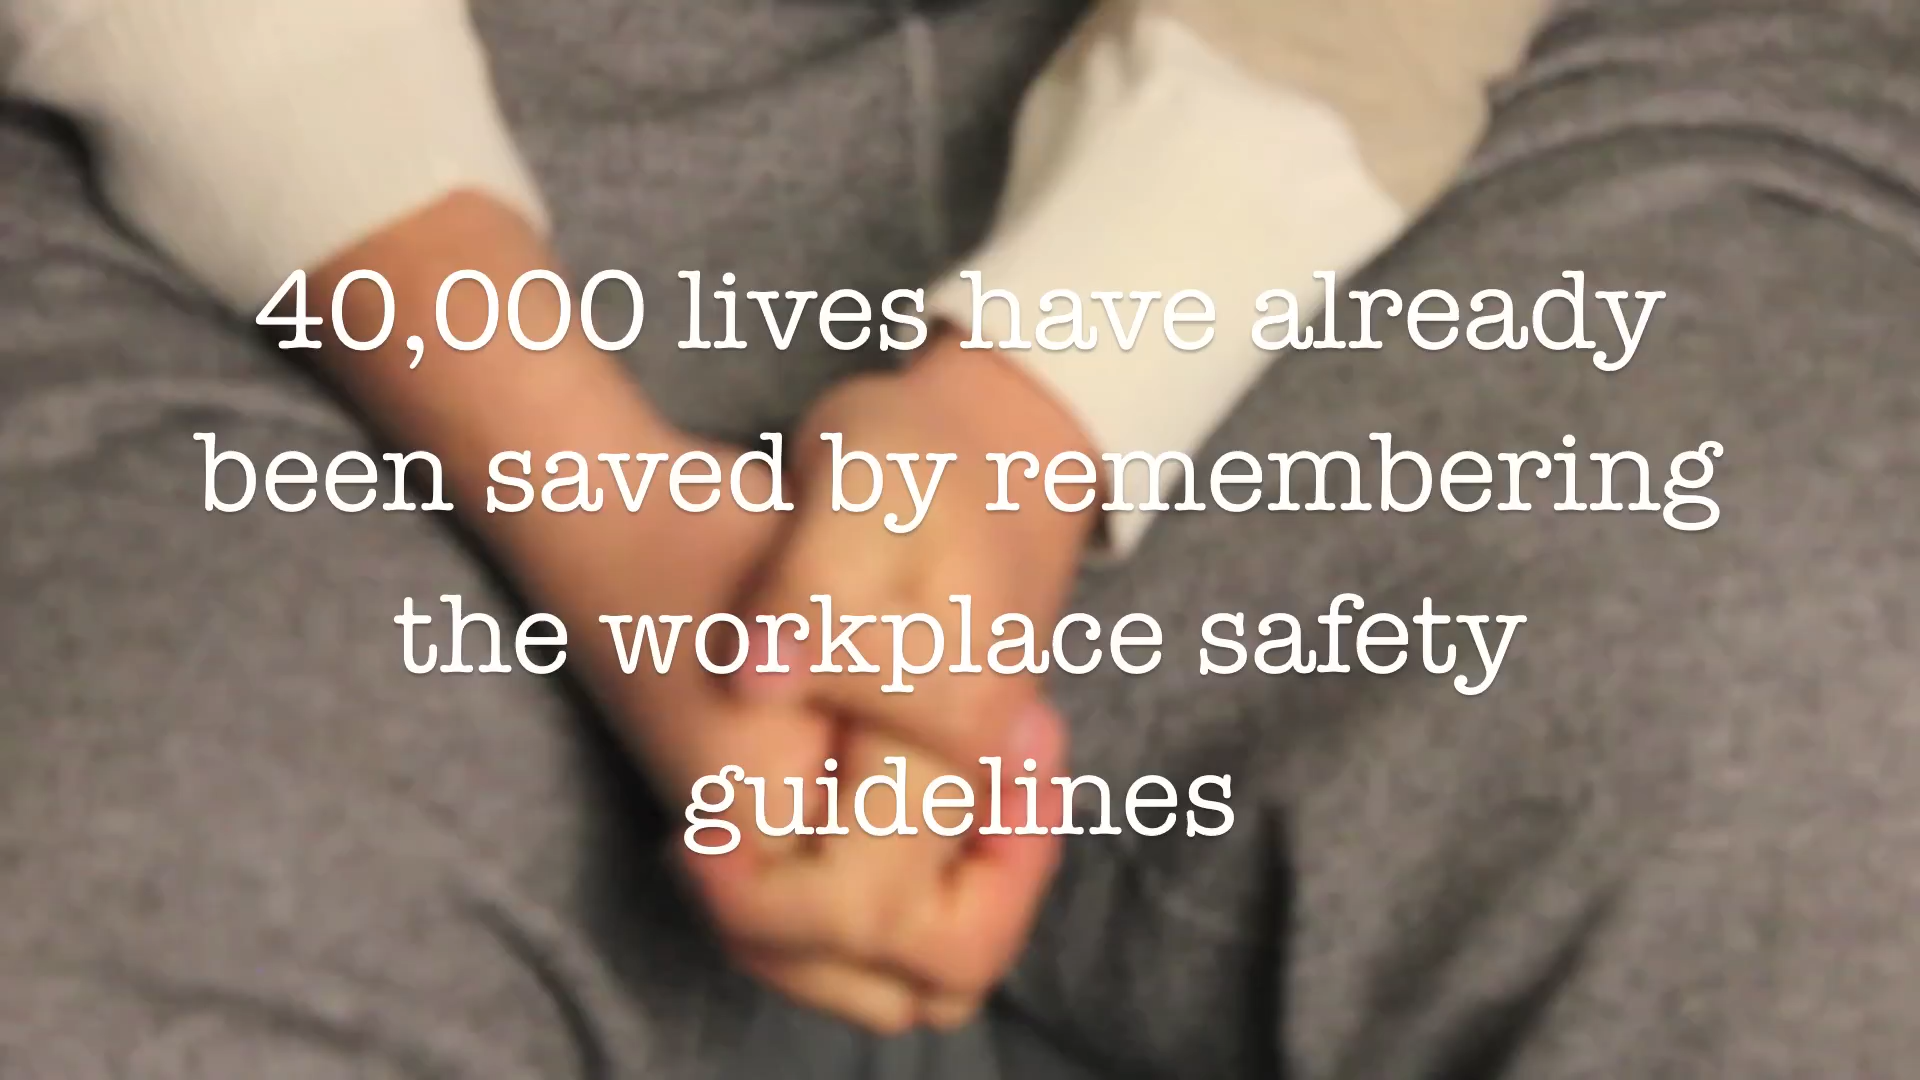 40,000 lives have already
been saved by remembering
the workplace safety
guidelines